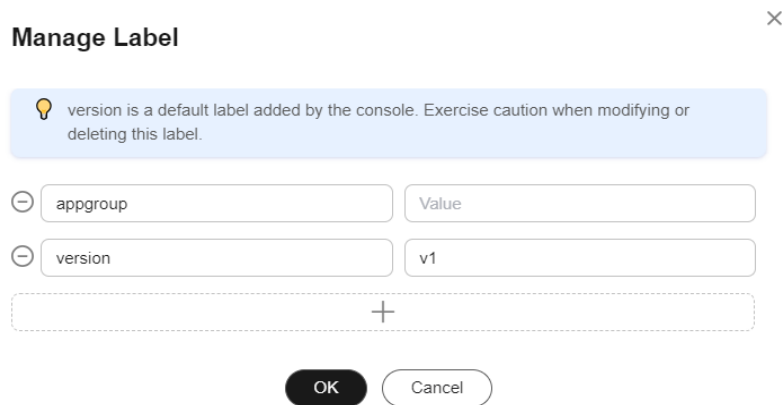 Manage Label
version is a default label added by the console. Exercise caution when modifying or
deleting this label.
appgroup Value
version v1
OK Cancel